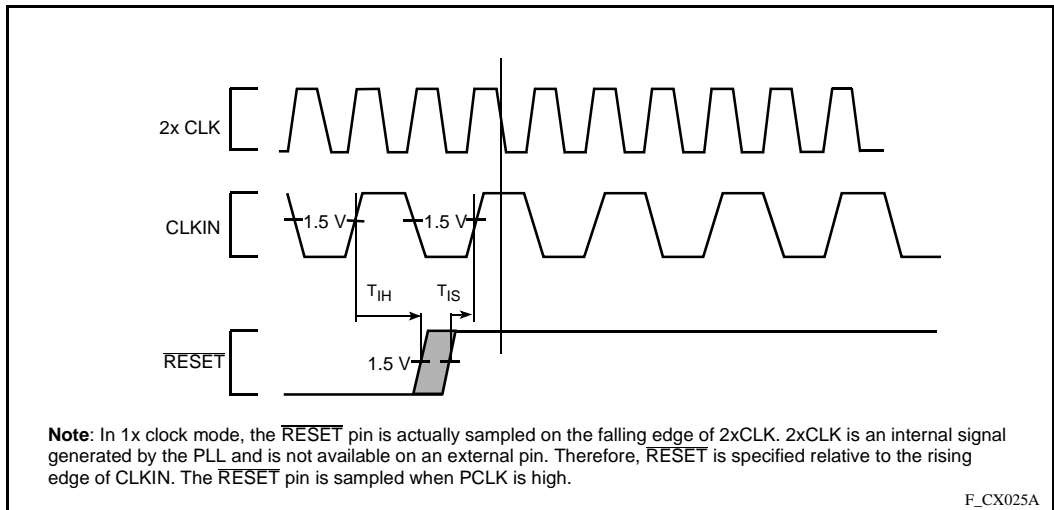 2x CLK
CLKIN
1.5 V
1.5 V
TIH
TIS
RESET
1.5 V
Note: In 1x clock mode, the RESET pin is actually sampled on the falling edge of 2xCLK. 2xCLK is an internal signal
generated by the PLL and is not available on an external pin. Therefore, RESET is specified relative to the rising
edge of CLKIN. The RESET pin is sampled when PCLK is high.
F_CX025A